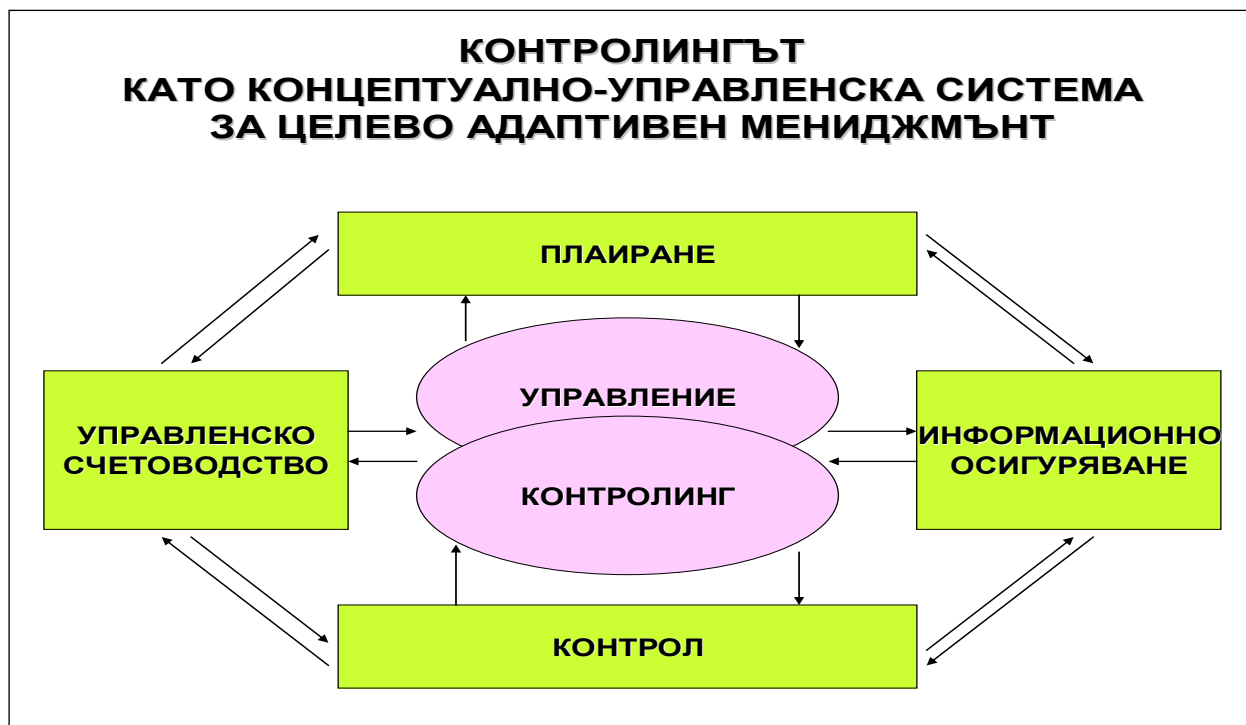 КОНТРОЛИНГЪТ
КАТО КОНЦЕПТУАЛНО-УПРАВЛЕНСКА СИСТЕМА
ЗА ЦЕЛЕВО АДАПТИВЕН МЕНИДЖМЪНТ
ПЛАИРАНЕ
УПРАВЛЕНИЕ
УПРАВЛЕНСКО
СЧЕТОВОДСТВО
ИНФОРМАЦИОННО
ОСИГУРЯВАНЕ
КОНТРОЛИНГ
КОНТРОЛ